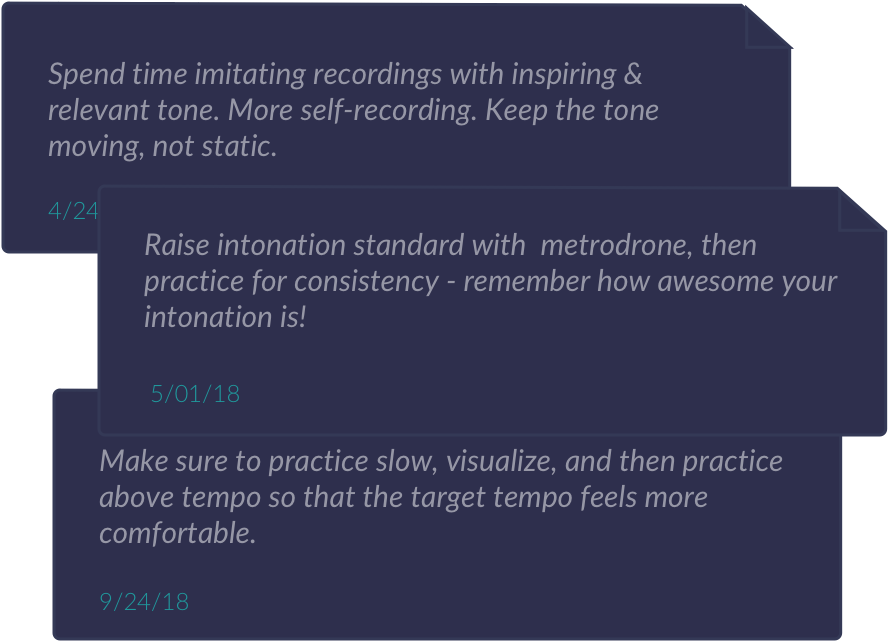 Spend time imitating recordings with inspiring &
relevant tone. More self-recording. Keep the tone
moving, not static.
4/24
Raise intonation standard with  metrodrone, then
practice for consistency - remember how awesome your
intonation is!
5/01/18
Make sure to practice slow, visualize, and then practice
above tempo so that the target tempo feels more
comfortable.
9/24/18